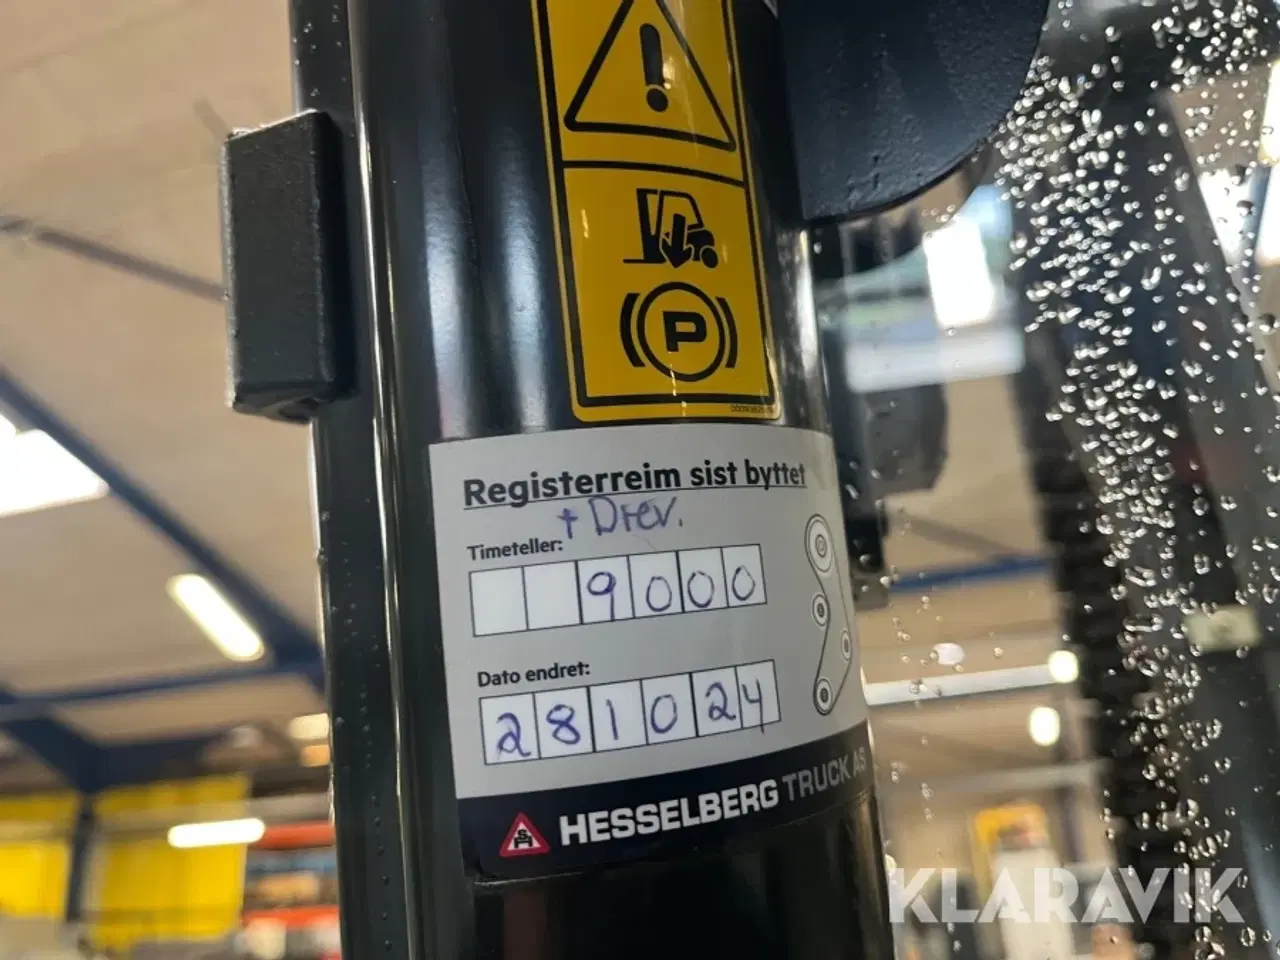 P
Registerreim sist byttet
+ Drev.
Timeteller:
9000
Dato endret:
281024
HESSELBERG TRUCK AS
KLARAVIK